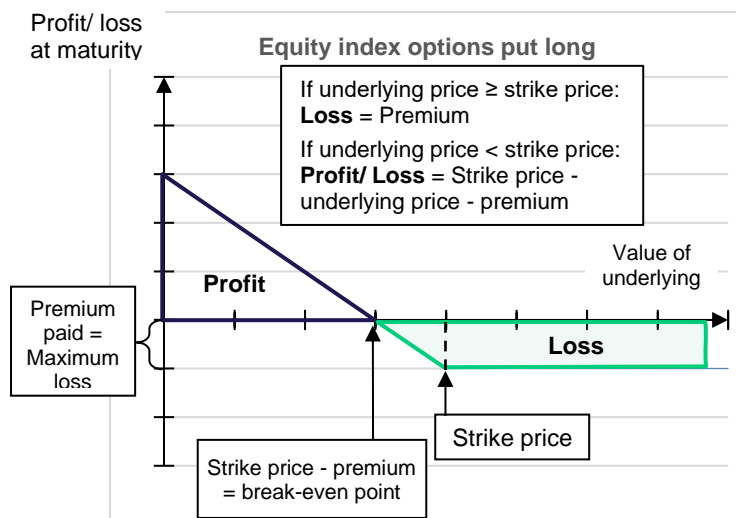 Profit/ loss
at maturity
Equity index options put long
If underlying price ≥ strike price:
Loss = Premium
If underlying price < strike price:
Profit/ Loss = Strike price -
underlying price - premium
Value of
underlying
Profit
Premium
paid =
Maximum
loss
Loss
Strike price
Strike price - premium
= break-even point